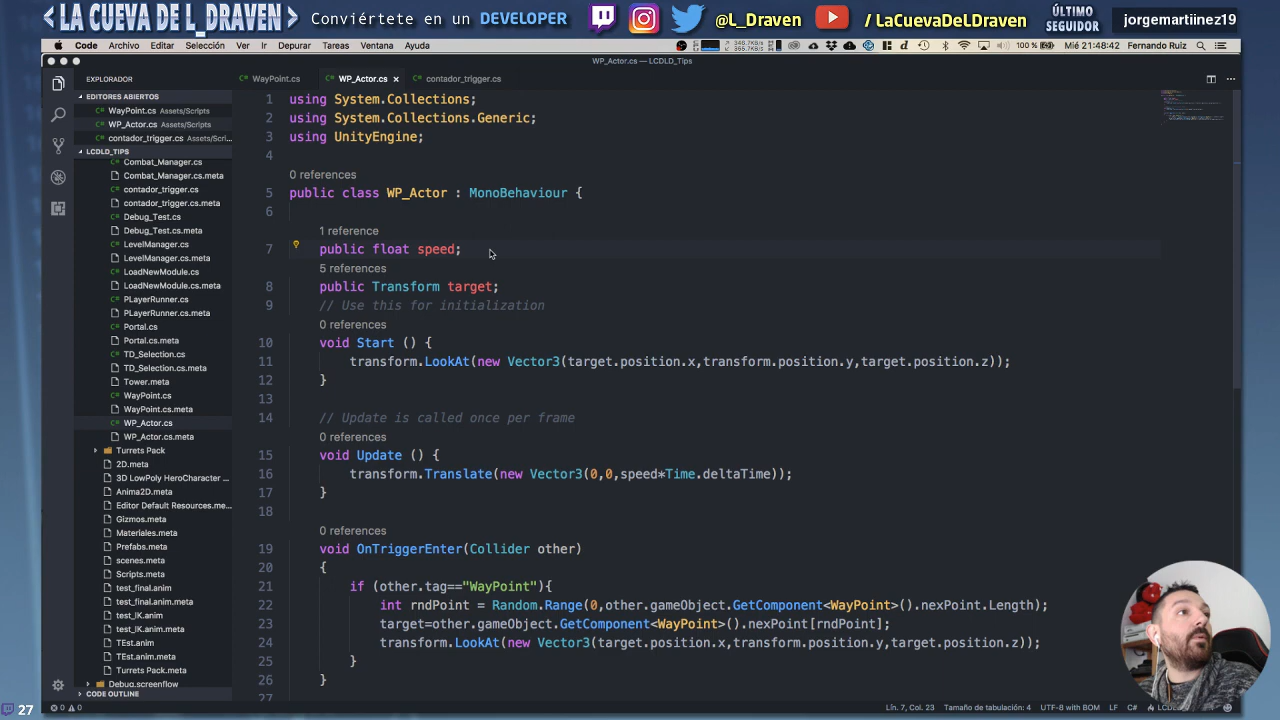 LA CUEVA DE L_DRAVEN
Conviértete en un DEVELOPER
@L_Draven
/ LaCuevaDeLDraven
ÚLTIMO
SEGUIDOR
jorgemartiinez19
Code Archivo Editar Selección Ver Ir Depurar Tareas Ventana Ayuda
100 % Mié 21:48:42 Fernando Ruiz
WP_Actor.cs — LCDLD_Tips
EXPLORADOR
EDITORES ABIERTOS
WayPoint.cs Assets/Scripts
WP_Actor.cs Assets/Scripts
contador_trigger.cs Assets/Scri...
LCDLD_TIPS
Combat_Manager.cs
Combat_Manager.cs.meta
contador_trigger.cs
contador_trigger.cs.meta
Debug_Test.cs
Debug_Test.cs.meta
LevelManager.cs
LevelManager.cs.meta
LoadNewModule.cs
LoadNewModule.cs.meta
PLayerRunner.cs
PLayerRunner.cs.meta
Portal.cs
Portal.cs.meta
TD_Selection.cs
TD_Selection.cs.meta
Tower.meta
WayPoint.cs
WayPoint.cs.meta
WP_Actor.cs
WP_Actor.cs.meta
Turrets Pack
2D.meta
3D LowPoly HeroCharacter ...
Anima2D.meta
Editor Default Resources.me...
Gizmos.meta
Materiales.meta
Prefabs.meta
scenes.meta
Scripts.meta
test_final.anim
test_final.anim.meta
test_IK.anim
test_IK.anim.meta
TEst.anim
TEst.anim.meta
Turrets Pack.meta
Debug.screenflow
CODE OUTLINE
WayPoint.cs WP_Actor.cs × contador_trigger.cs
1 using System.Collections;
2 using System.Collections.Generic;
3 using UnityEngine;
4
0 references
5 public class WP_Actor : MonoBehaviour {
6
1 reference
7 public float speed;
5 references
8 public Transform target;
9 // Use this for initialization
0 references
10 void Start () {
11 transform.LookAt(new Vector3(target.position.x,transform.position.y,target.position.z));
12 }
13
14 // Update is called once per frame
0 references
15 void Update () {
16 transform.Translate(new Vector3(0,0,speed*Time.deltaTime));
17 }
18
0 references
19 void OnTriggerEnter(Collider other)
20 {
21 if (other.tag=="WayPoint"){
22 int rndPoint = Random.Range(0,other.gameObject.GetComponent<WayPoint>().nexPoint.Length);
23 target=other.gameObject.GetComponent<WayPoint>().nexPoint[rndPoint];
24 transform.LookAt(new Vector3(target.position.x,transform.position.y,target.position.z));
25 }
26 }
27
27
0 0
Lín. 7, Col. 23 Tamaño de tabulación: 4 UTF-8 with BOM LF C#